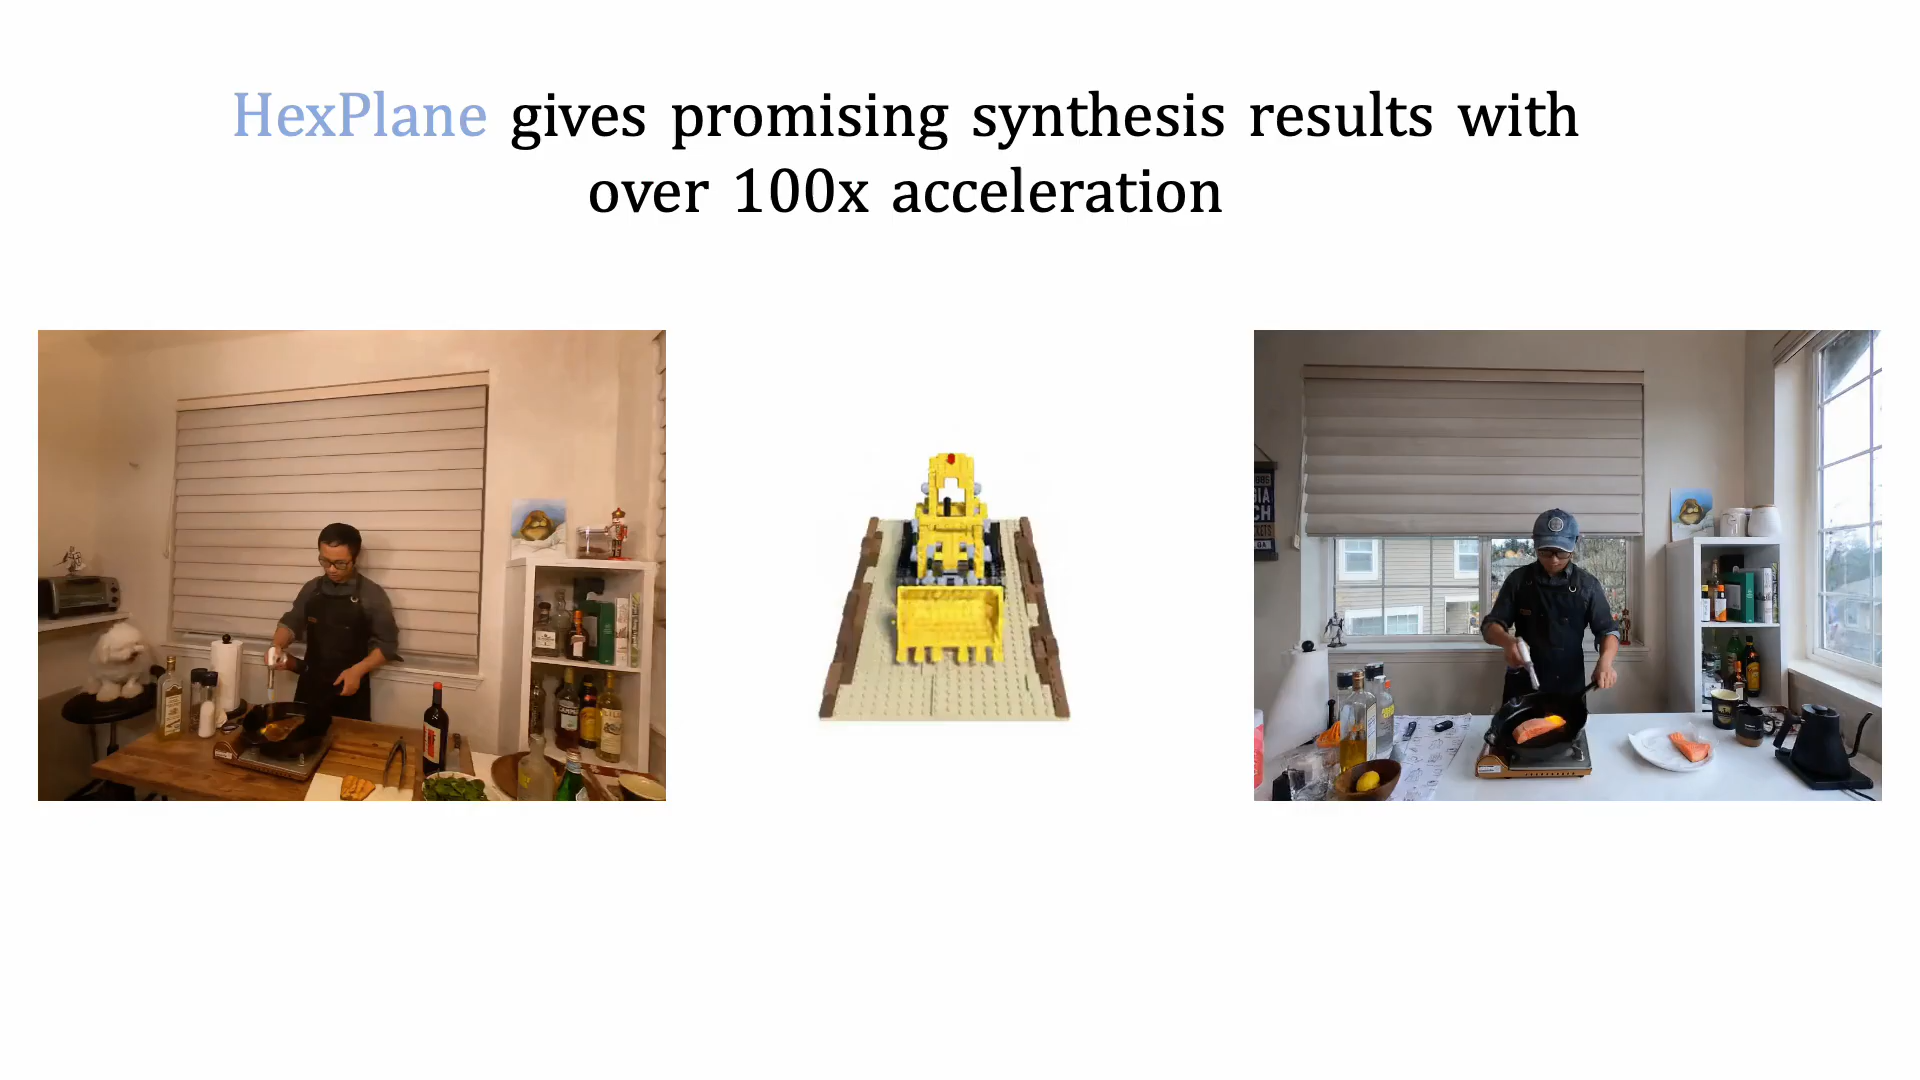 HexPlane gives promising synthesis results with
over 100x acceleration